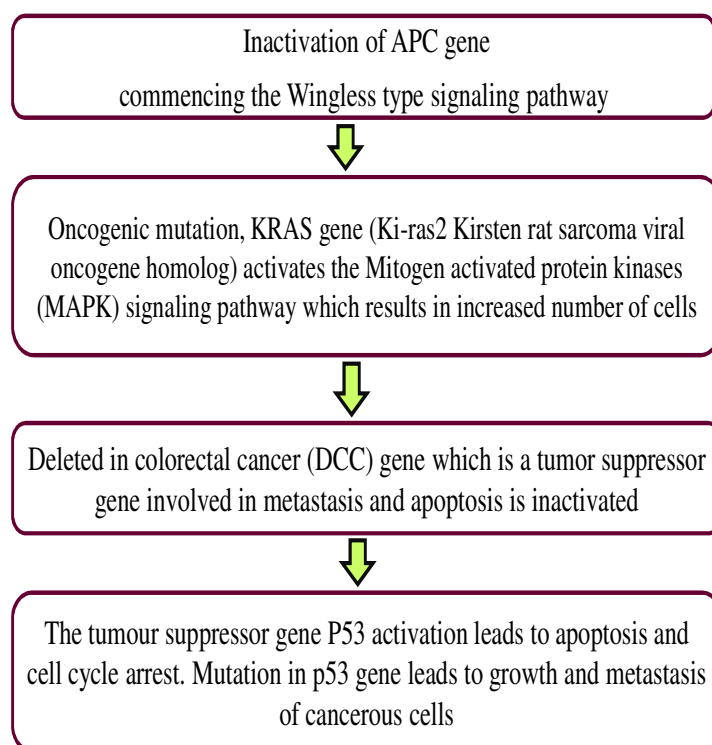 Inactivation of APC gene
commencing the Wingless type signaling pathway
Oncogenic mutation, KRAS gene (Ki-ras2 Kirsten rat sarcoma viral
oncogene homolog) activates the Mitogen activated protein kinases
(MAPK) signaling pathway which results in increased number of cells
Deleted in colorectal cancer (DCC) gene which is a tumor suppressor
gene involved in metastasis and apoptosis is inactivated
The tumour suppressor gene P53 activation leads to apoptosis and
cell cycle arrest. Mutation in p53 gene leads to growth and metastasis
of cancerous cells